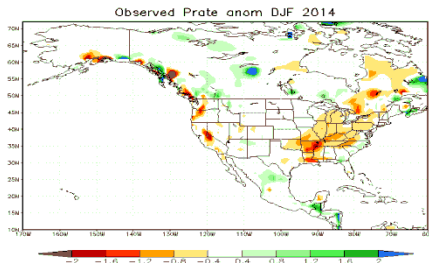 Observed Prate anom DJF 2014
70N
65N
60N
55N
50N
45N
40N
35N
30N
25N
20N
15N
10N
170W 160W 150W 140W 130W 120W 110W 100W 90W 80W 70W
-2 -1.6 -1.2 -0.8 -0.4 0.4 0.8 1.2 1.6 2